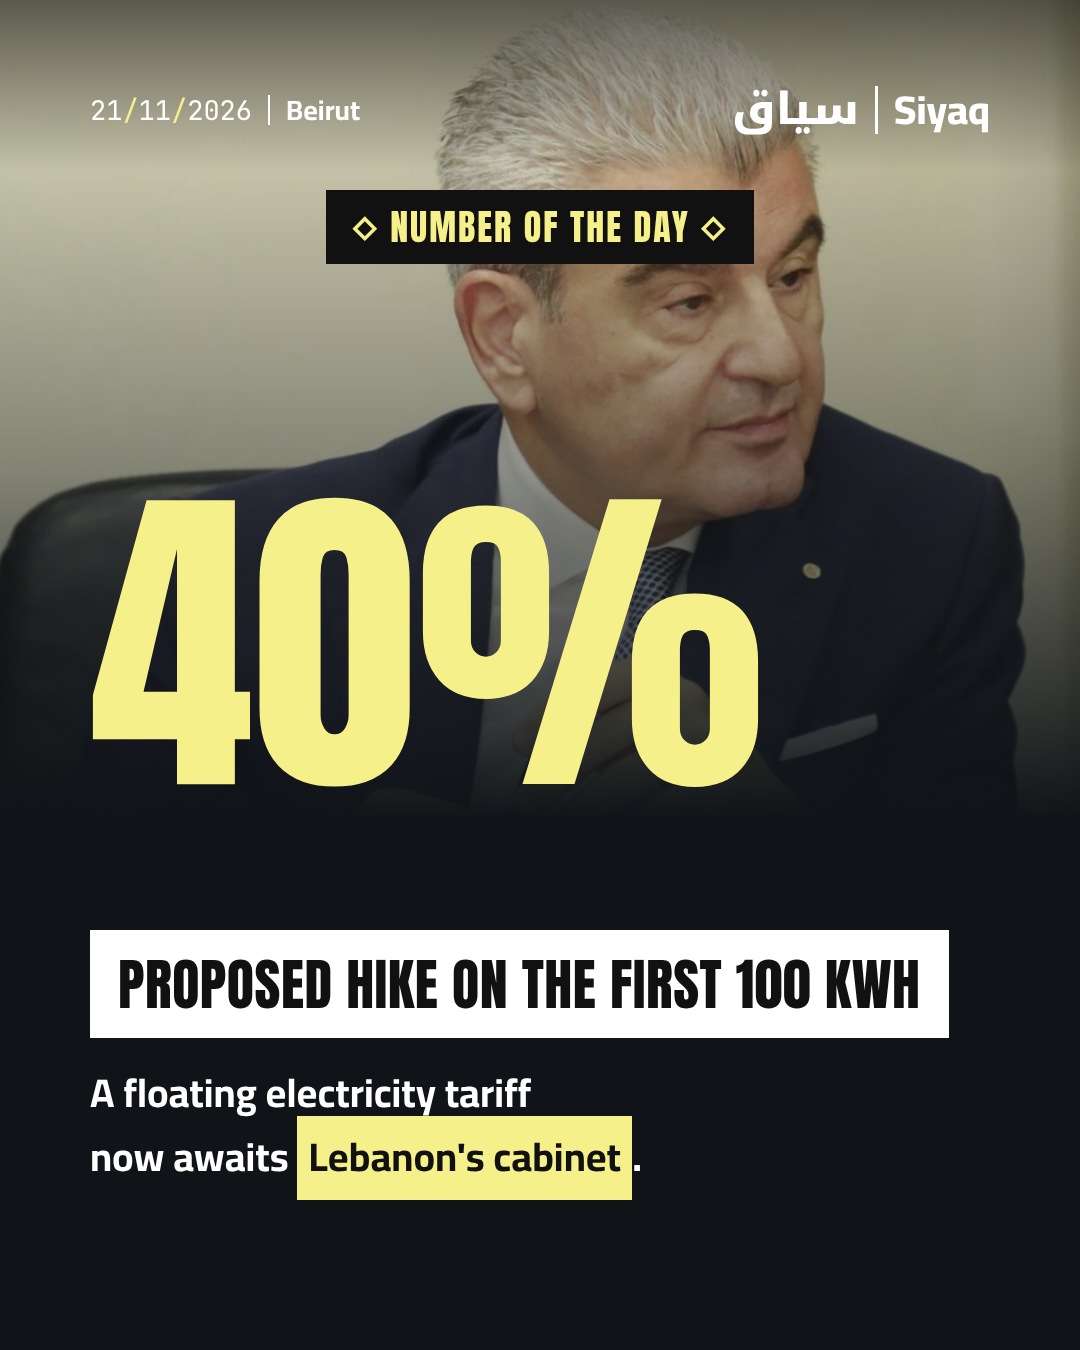 21/11/2026 | Beirut
سياق | Siyaq
◇ NUMBER OF THE DAY ◇
40%
PROPOSED HIKE ON THE FIRST 100 KWH
A floating electricity tariff
now awaits Lebanon's cabinet .